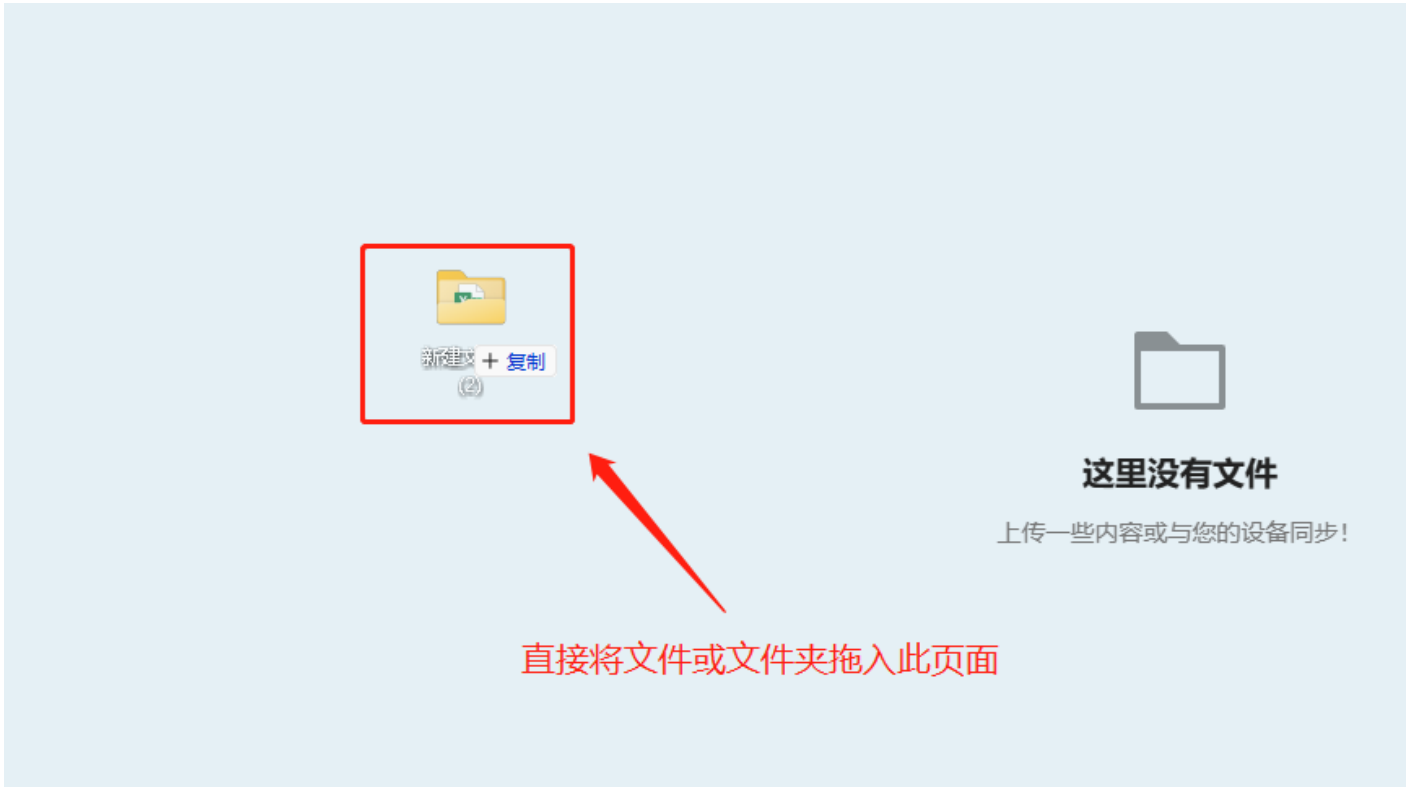 新建文
+ 复制
(2)
这里没有文件
上传一些内容或与您的设备同步!
直接将文件或文件夹拖入此页面